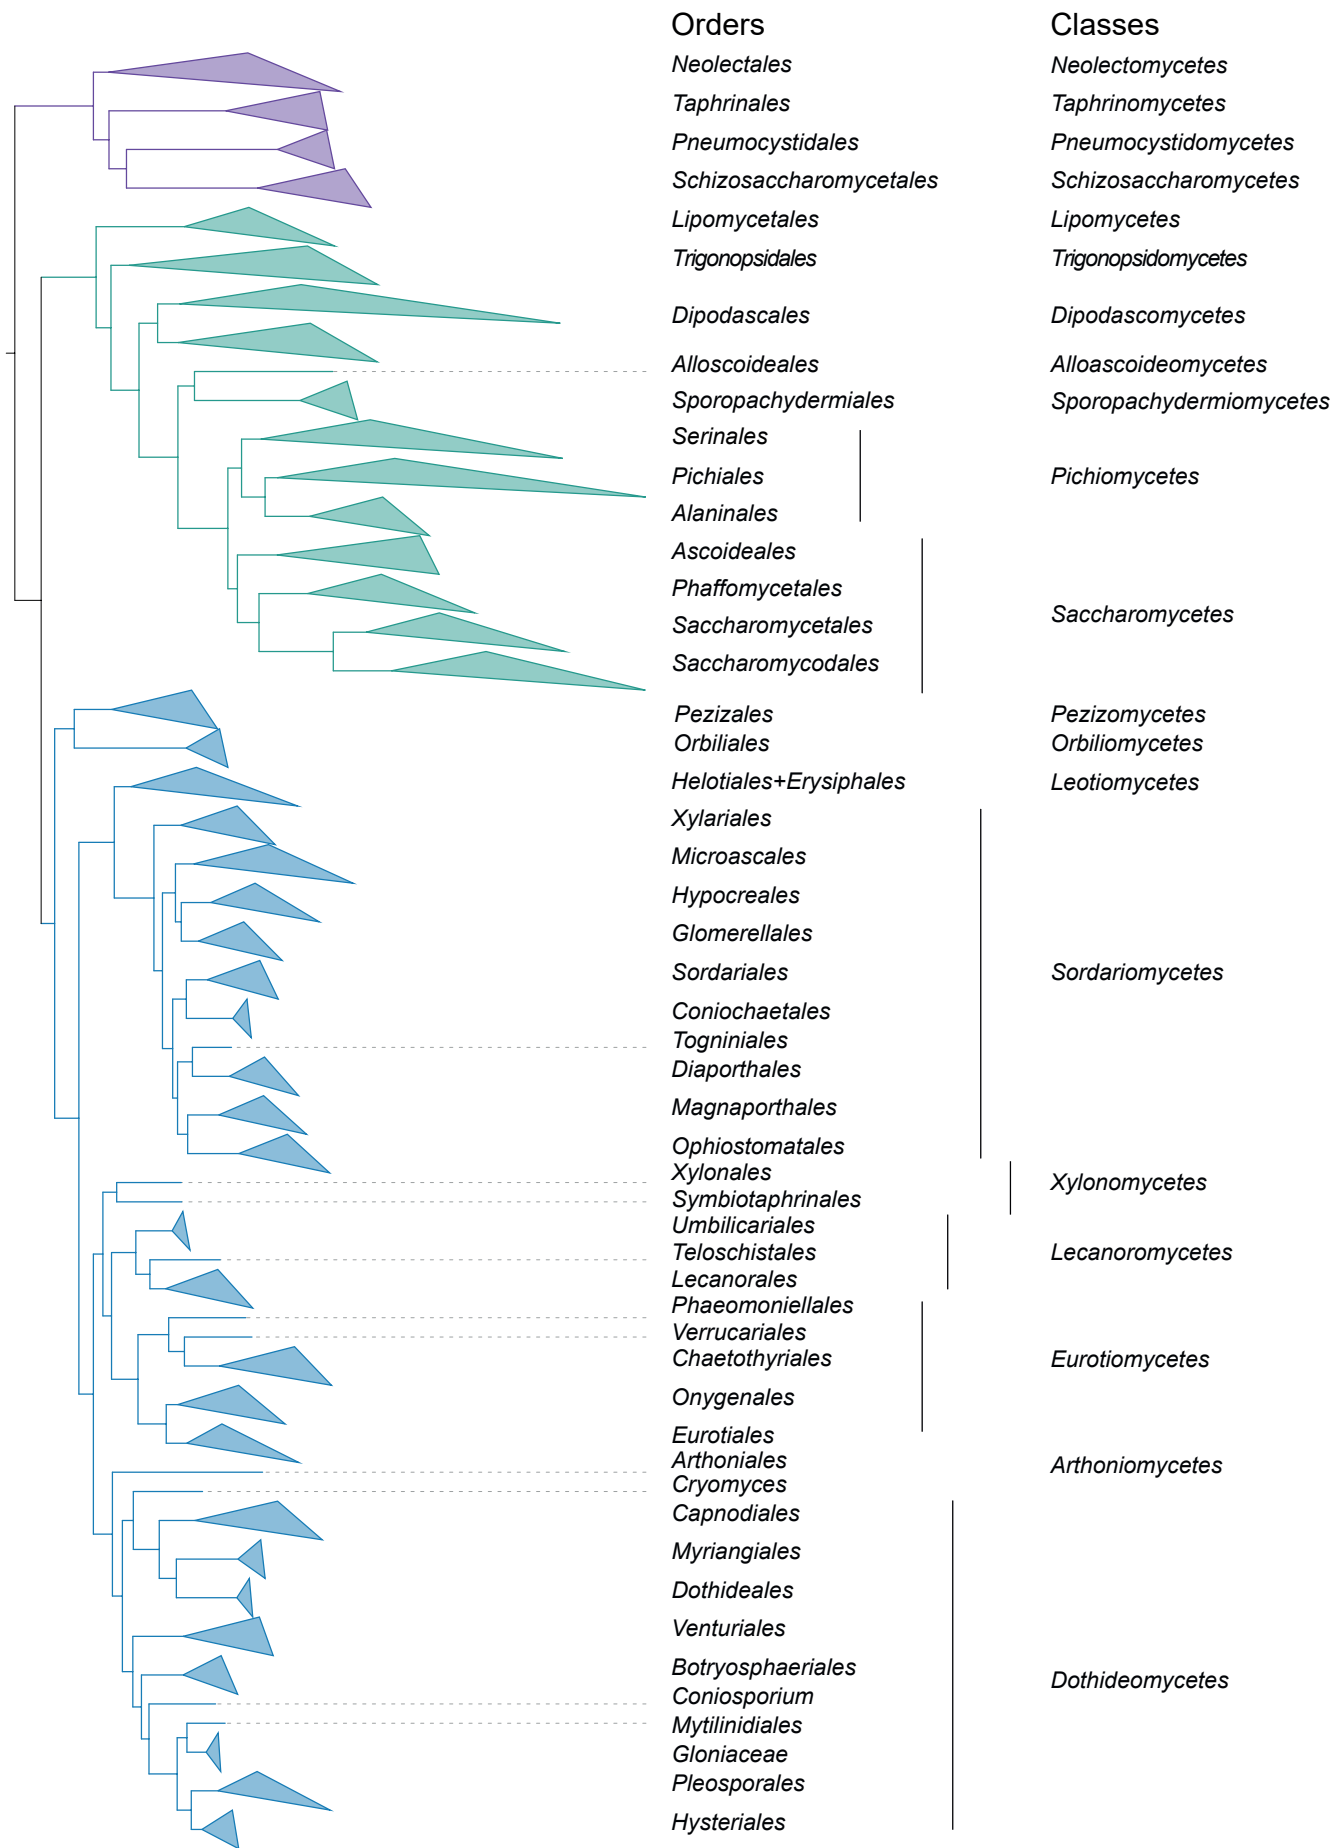 Orders Classes
Neolectales Neolectomycetes
Taphrinales Taphrinomycetes
Pneumocystidales Pneumocystidomycetes
Schizosaccharomycetales Schizosaccharomycetes
Lipomycetales Lipomycetes
Trigonopsidales Trigonopsidomycetes
Dipodascales Dipodascomycetes
Alloscoideales Alloascoideomycetes
Sporopachydermiales Sporopachydermiomycetes
Serinales
Pichiales Pichiomycetes
Alaninales
Ascoideales
Phaffomycetales
Saccharomycetes
Saccharomycetales
Saccharomycodales
Pezizales Pezizomycetes
Orbiliales Orbiliomycetes
Helotiales+Erysiphales Leotiomycetes
Xylariales
Microascales
Hypocreales
Glomerellales
Sordariales Sordariomycetes
Coniochaetales
Togniniales
Diaporthales
Magnaporthales
Ophiostomatales
Xylonales
Xylonomycetes
Symbiotaphrinales
Umbilicariales
Teloschistales Lecanoromycetes
Lecanorales
Phaeomoniellales
Verrucariales
Chaetothyriales Eurotiomycetes
Onygenales
Eurotiales
Arthoniales Arthoniomycetes
Cryomyces
Capnodiales
Myriangiales
Dothideales
Venturiales
Botryosphaeriales
Dothideomycetes
Coniosporium
Mytilinidiales
Gloniaceae
Pleosporales
Hysteriales